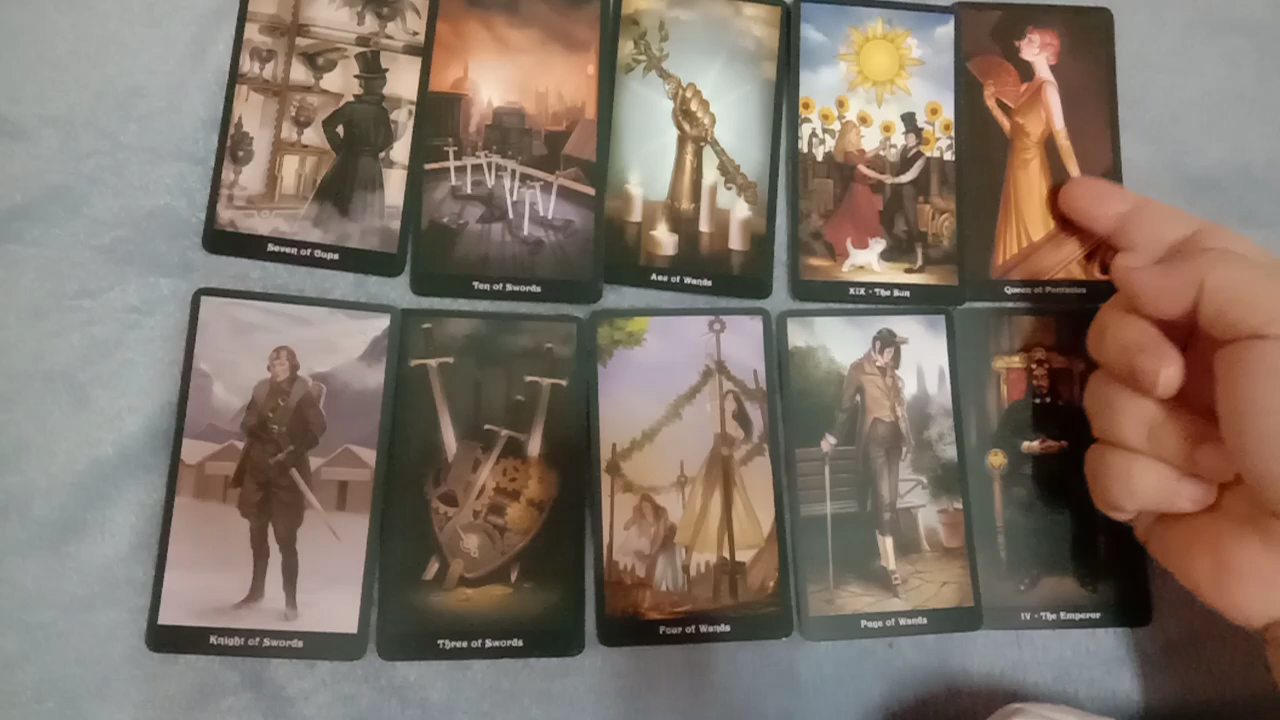 Seven of Cups
Ten of Swords
Ace of Wands
XIX • The Sun
Queen of Pentacles
Knight of Swords
Three of Swords
Four of Wands
Page of Wands
IV • The Emperor